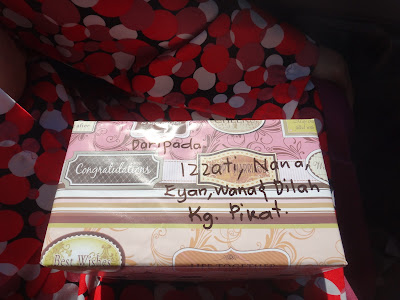 Daripada:
Congratulations
Izzati, Nana,
Eyan, Wana & Dilah
Kg. Pikat.
Best Wishes